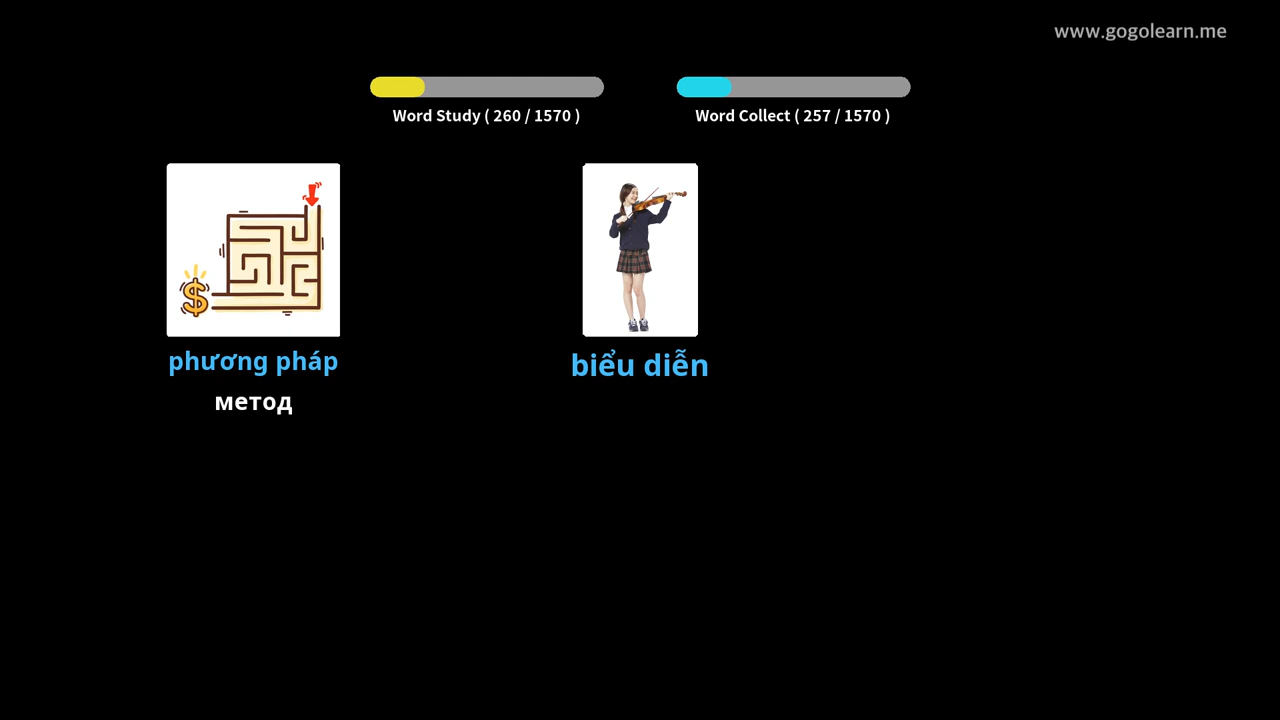 www.gogolearn.me
Word Study ( 260 / 1570 )
Word Collect ( 257 / 1570 )
$
phương pháp
метод
biểu diễn